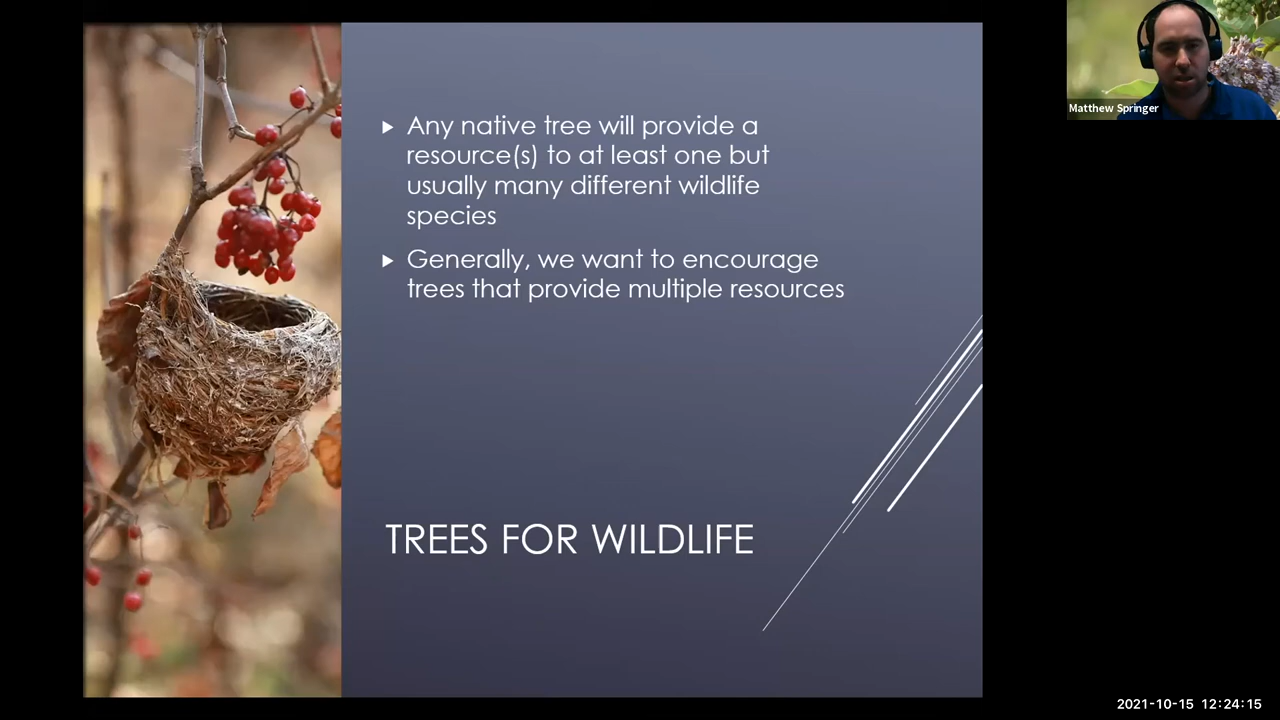 Any native tree will provide a
resource(s) to at least one but
usually many different wildlife
species
Generally, we want to encourage
trees that provide multiple resources
TREES FOR WILDLIFE
Matthew Springer
2021-10-15 12:24:15